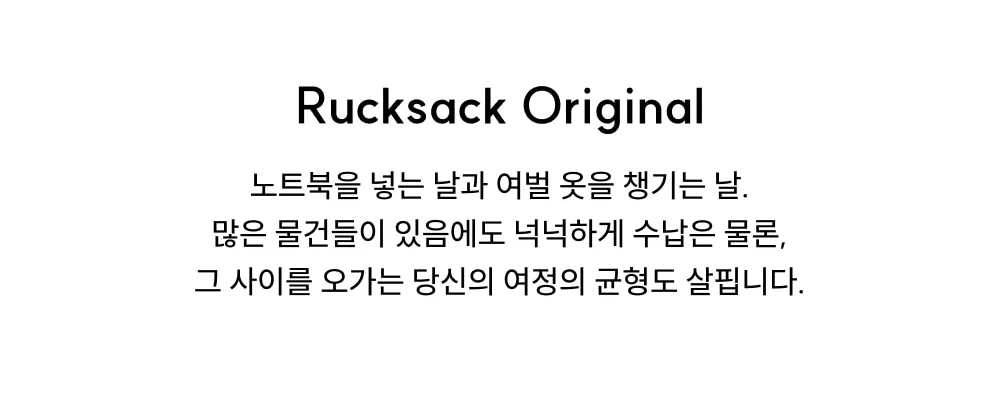 Rucksack Original
노트북을 넣는 날과 여벌 옷을 챙기는 날.
많은 물건들이 있음에도 넉넉하게 수납은 물론,
그 사이를 오가는 당신의 여정의 균형도 살핍니다.